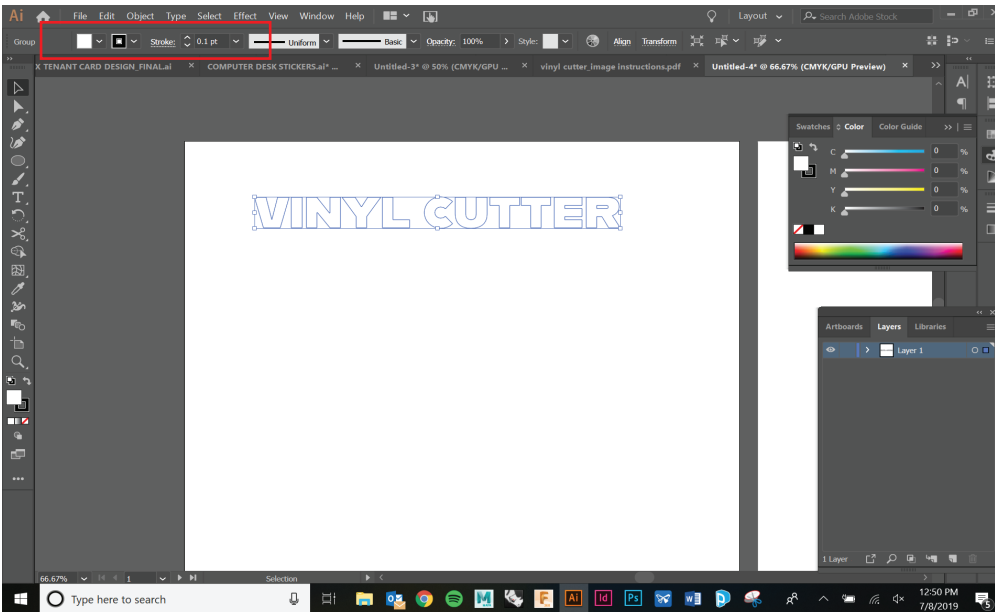 Ai File Edit Object Type Select Effect View Window Help Layout Search Adobe Stock
Group Stroke: 0.1 pt Uniform Basic Opacity: 100% Style: Align Transform
X TENANT CARD DESIGN_FINAL.ai × COMPUTER DESK STICKERS.ai* ... × Untitled-3* @ 50% (CMYK/GPU ... × vinyl cutter_image instructions.pdf × Untitled-4* @ 66.67% (CMYK/GPU Preview) ×
Swatches Color Color Guide
C 0 %
M 0 %
Y 0 %
K 0 %
VINYL CUTTER
Artboards Layers Libraries
Layer 1
1 Layer
66.67% 1 Selection
Type here to search
M F Ai Id Ps
12:50 PM
7/8/2019